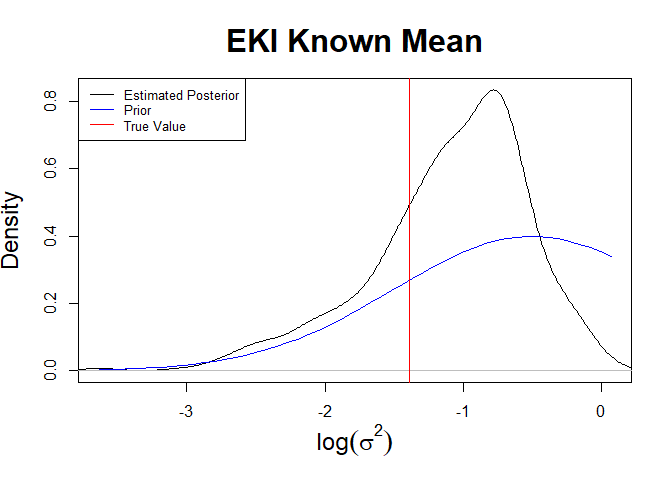 EKI Known Mean
Estimated Posterior
Prior
True Value
Density
0.0
0.2
0.4
0.6
0.8
-3
-2
-1
0
log(σ²)